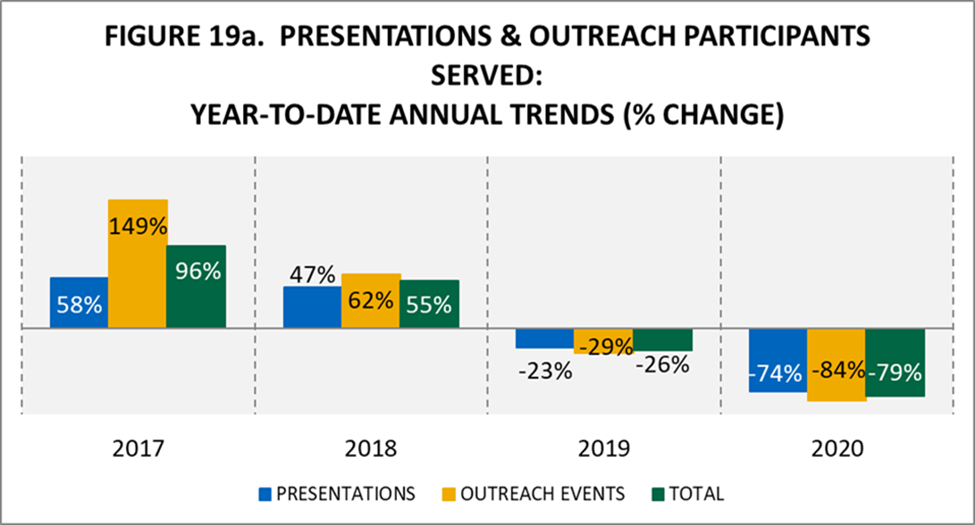 FIGURE 19a. PRESENTATIONS & OUTREACH PARTICIPANTS
SERVED:
YEAR-TO-DATE ANNUAL TRENDS (% CHANGE)
58%
149%
96%
47%
62%
55%
-23%
-29%
-26%
-74%
-84%
-79%
2017
2018
2019
2020
PRESENTATIONS
OUTREACH EVENTS
TOTAL